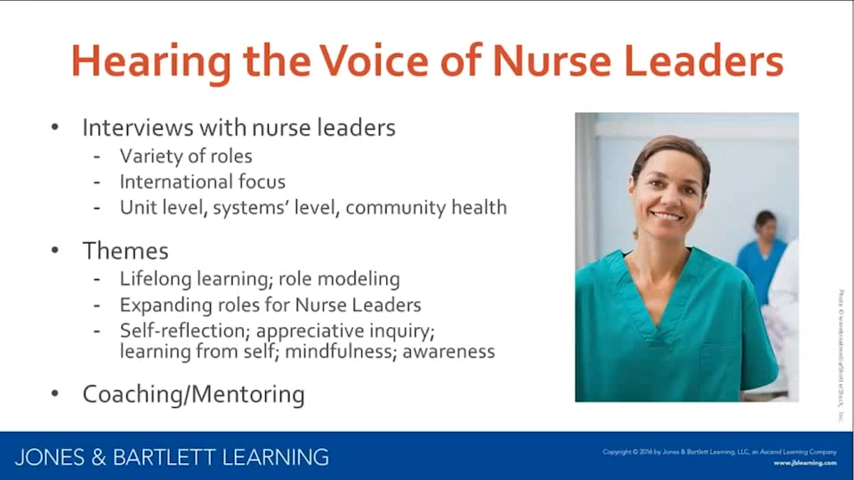 Hearing the Voice of Nurse Leaders
• Interviews with nurse leaders
- Variety of roles
- International focus
- Unit level, systems' level, community health
• Themes
- Lifelong learning; role modeling
- Expanding roles for Nurse Leaders
- Self-reflection; appreciative inquiry;
learning from self; mindfulness; awareness
• Coaching/Mentoring
JONES & BARTLETT LEARNING
Copyright © 2016 by Jones & Bartlett Learning, LLC, an Ascend Learning Company
www.jblearning.com